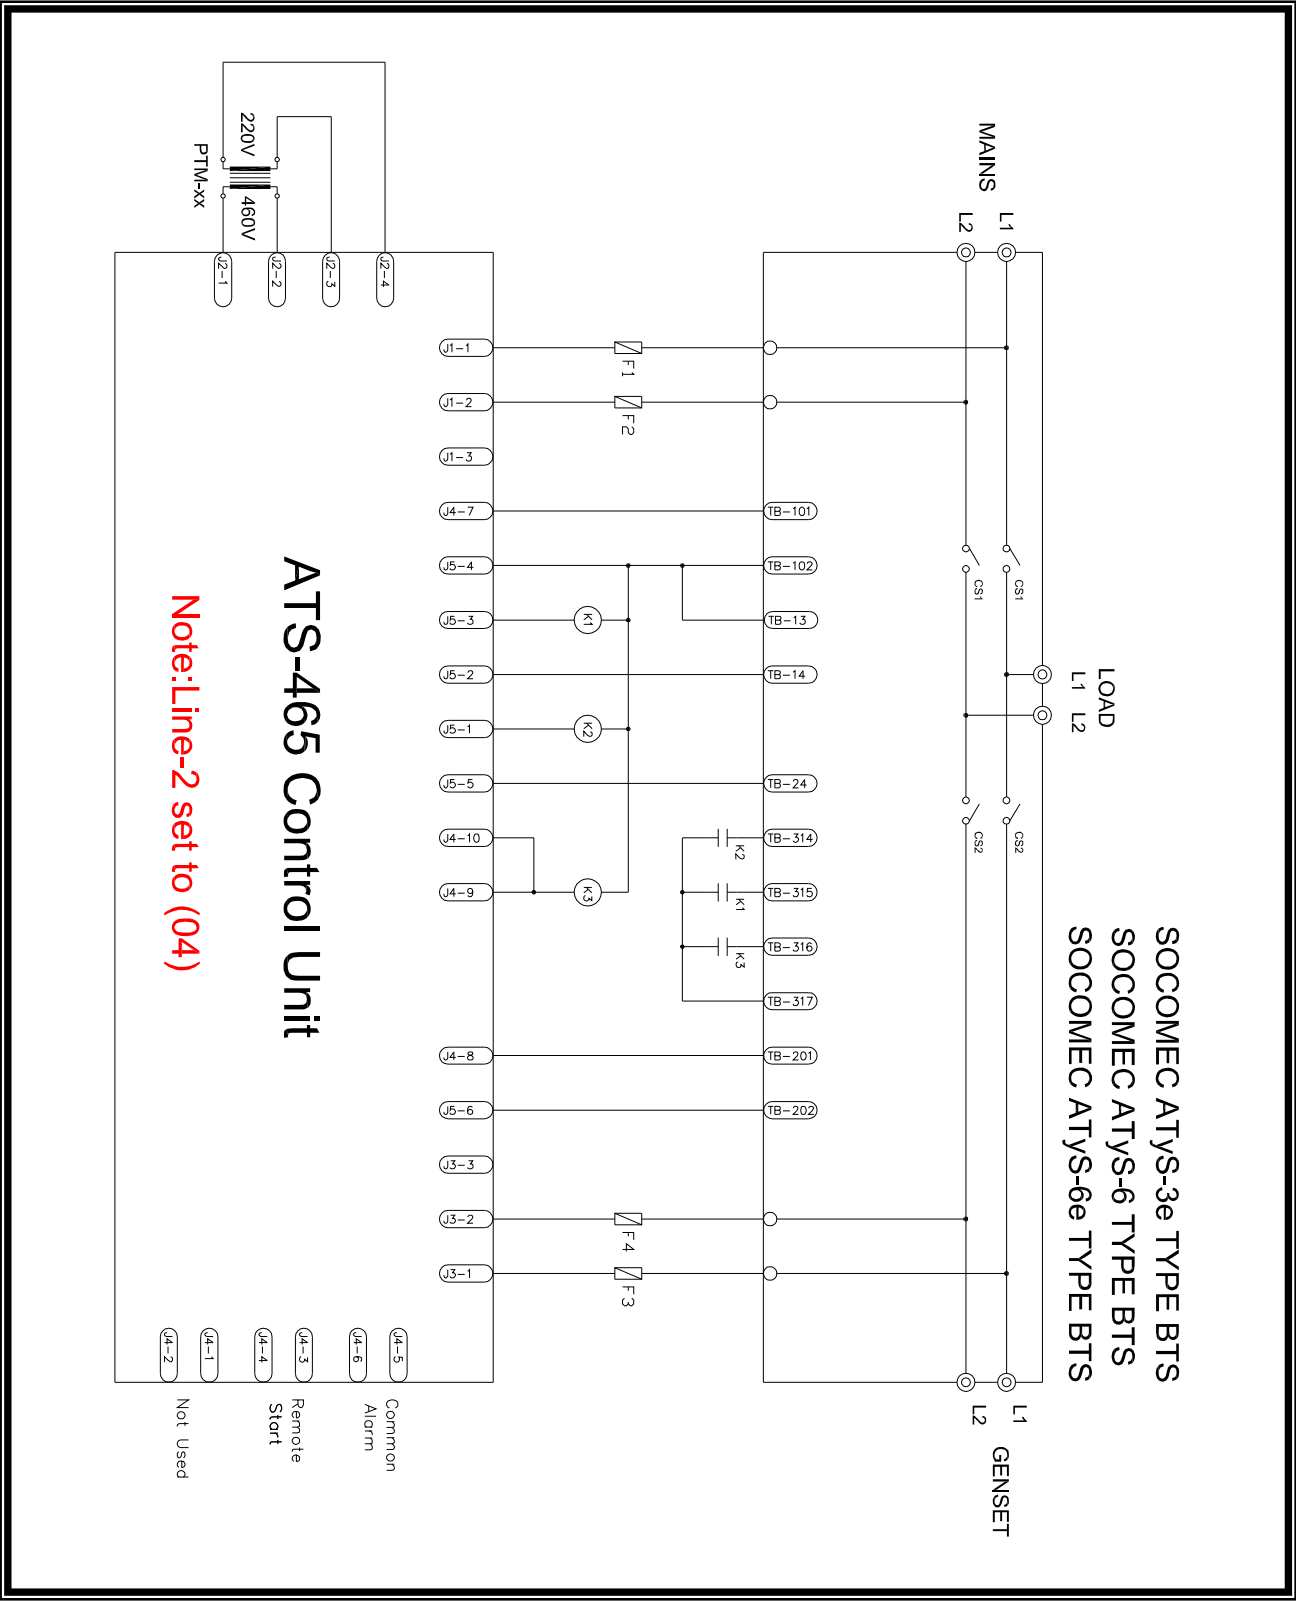 SOCOMEC ATyS-3e TYPE BTS
SOCOMEC ATyS-6 TYPE BTS
SOCOMEC ATyS-6e TYPE BTS
MAINS
L1
L2
LOAD
L1 L2
GENSET
L1
L2
CS1
CS1
CS2
CS2
TB-101
TB-102
TB-13
TB-14
TB-24
TB-314
TB-315
TB-316
TB-317
TB-201
TB-202
K2
K1
K3
F1
F2
F4
F3
K1
K2
K3
J1-1
J1-2
J1-3
J4-7
J5-4
J5-3
J5-2
J5-1
J5-5
J4-10
J4-9
J4-8
J5-6
J3-3
J3-2
J3-1
220V
460V
PTM-xx
J2-4
J2-3
J2-2
J2-1
ATS-465 Control Unit
Note:Line-2 set to (04)
J4-5
J4-6
J4-3
J4-4
J4-1
J4-2
Common
Alarm
Remote
Start
Not Used